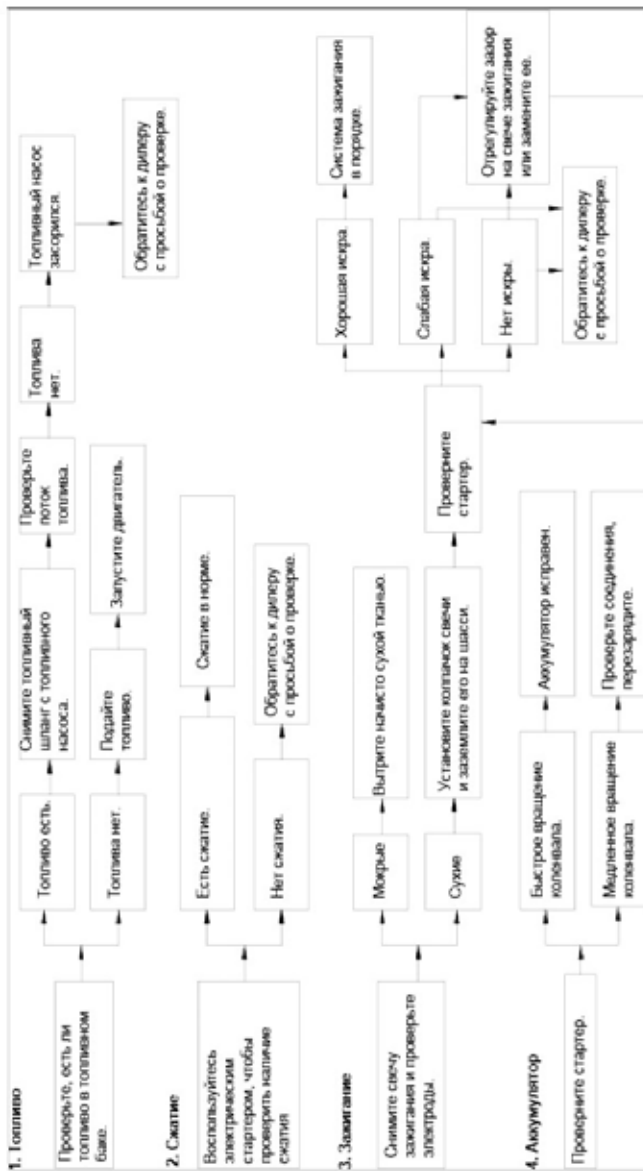 1. Топливо
Проверьте, есть ли
топливо в топливном
баке.
Топливо есть.
Снимите топливный
шланг с топливного
насоса.
Проверьте
поток
топлива.
Топлива
нет.
Топливный насос
засорился.
Обратитесь к дилеру
с просьбой о проверке.
Топлива нет.
Подайте
топливо.
Запустите двигатель.
2. Сжатие
Воспользуйтесь
электрическим
стартером, чтобы
проверить наличие
сжатия
Есть сжатие.
Сжатие в норме.
Нет сжатия.
Обратитесь к дилеру
с просьбой о проверке.
3. Зажигание
Снимите свечу
зажигания и проверьте
электроды.
Мокрые
Вытрите начисто сухой тканью.
Сухие
Установите колпачок свечи
и заземлите его на шасси.
Проверните
стартер.
Хорошая искра.
Система зажигания
в порядке.
Слабая искра.
Отрегулируйте зазор
на свече зажигания
или замените ее.
Нет искры.
Обратитесь к дилеру
с просьбой о проверке.
4. Аккумулятор
Проверните стартер.
Быстрое вращение
коленвала.
Аккумулятор исправен.
Медленное вращение
коленвала.
Проверьте соединения,
перезарядите.